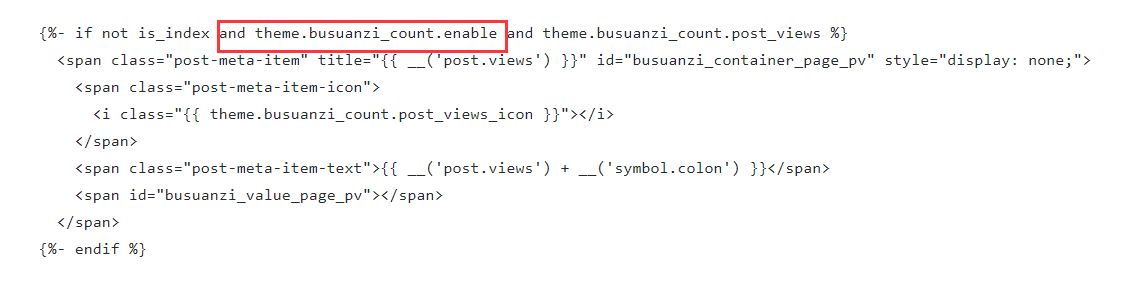 {%- if not is_index and theme.busuanzi_count.enable and theme.busuanzi_count.post_views %}
<span class="post-meta-item" title="{{ __('post.views') }}" id="busuanzi_container_page_pv" style="display: none;">
<span class="post-meta-item-icon">
<i class="{{ theme.busuanzi_count.post_views_icon }}"></i>
</span>
<span class="post-meta-item-text">{{ __('post.views') + __('symbol.colon') }}</span>
<span id="busuanzi_value_page_pv"></span>
</span>
{%- endif %}